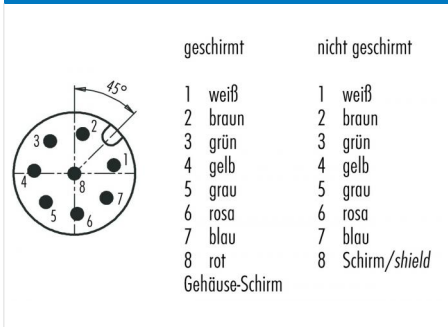 geschirmt
1 weiß
2 braun
3 grün
4 gelb
5 grau
6 rosa
7 blau
8 rot
Gehäuse-Schirm
nicht geschirmt
1 weiß
2 braun
3 grün
4 gelb
5 grau
6 rosa
7 blau
8 Schirm/shield
45°
2
3
1
4
8
7
5
6